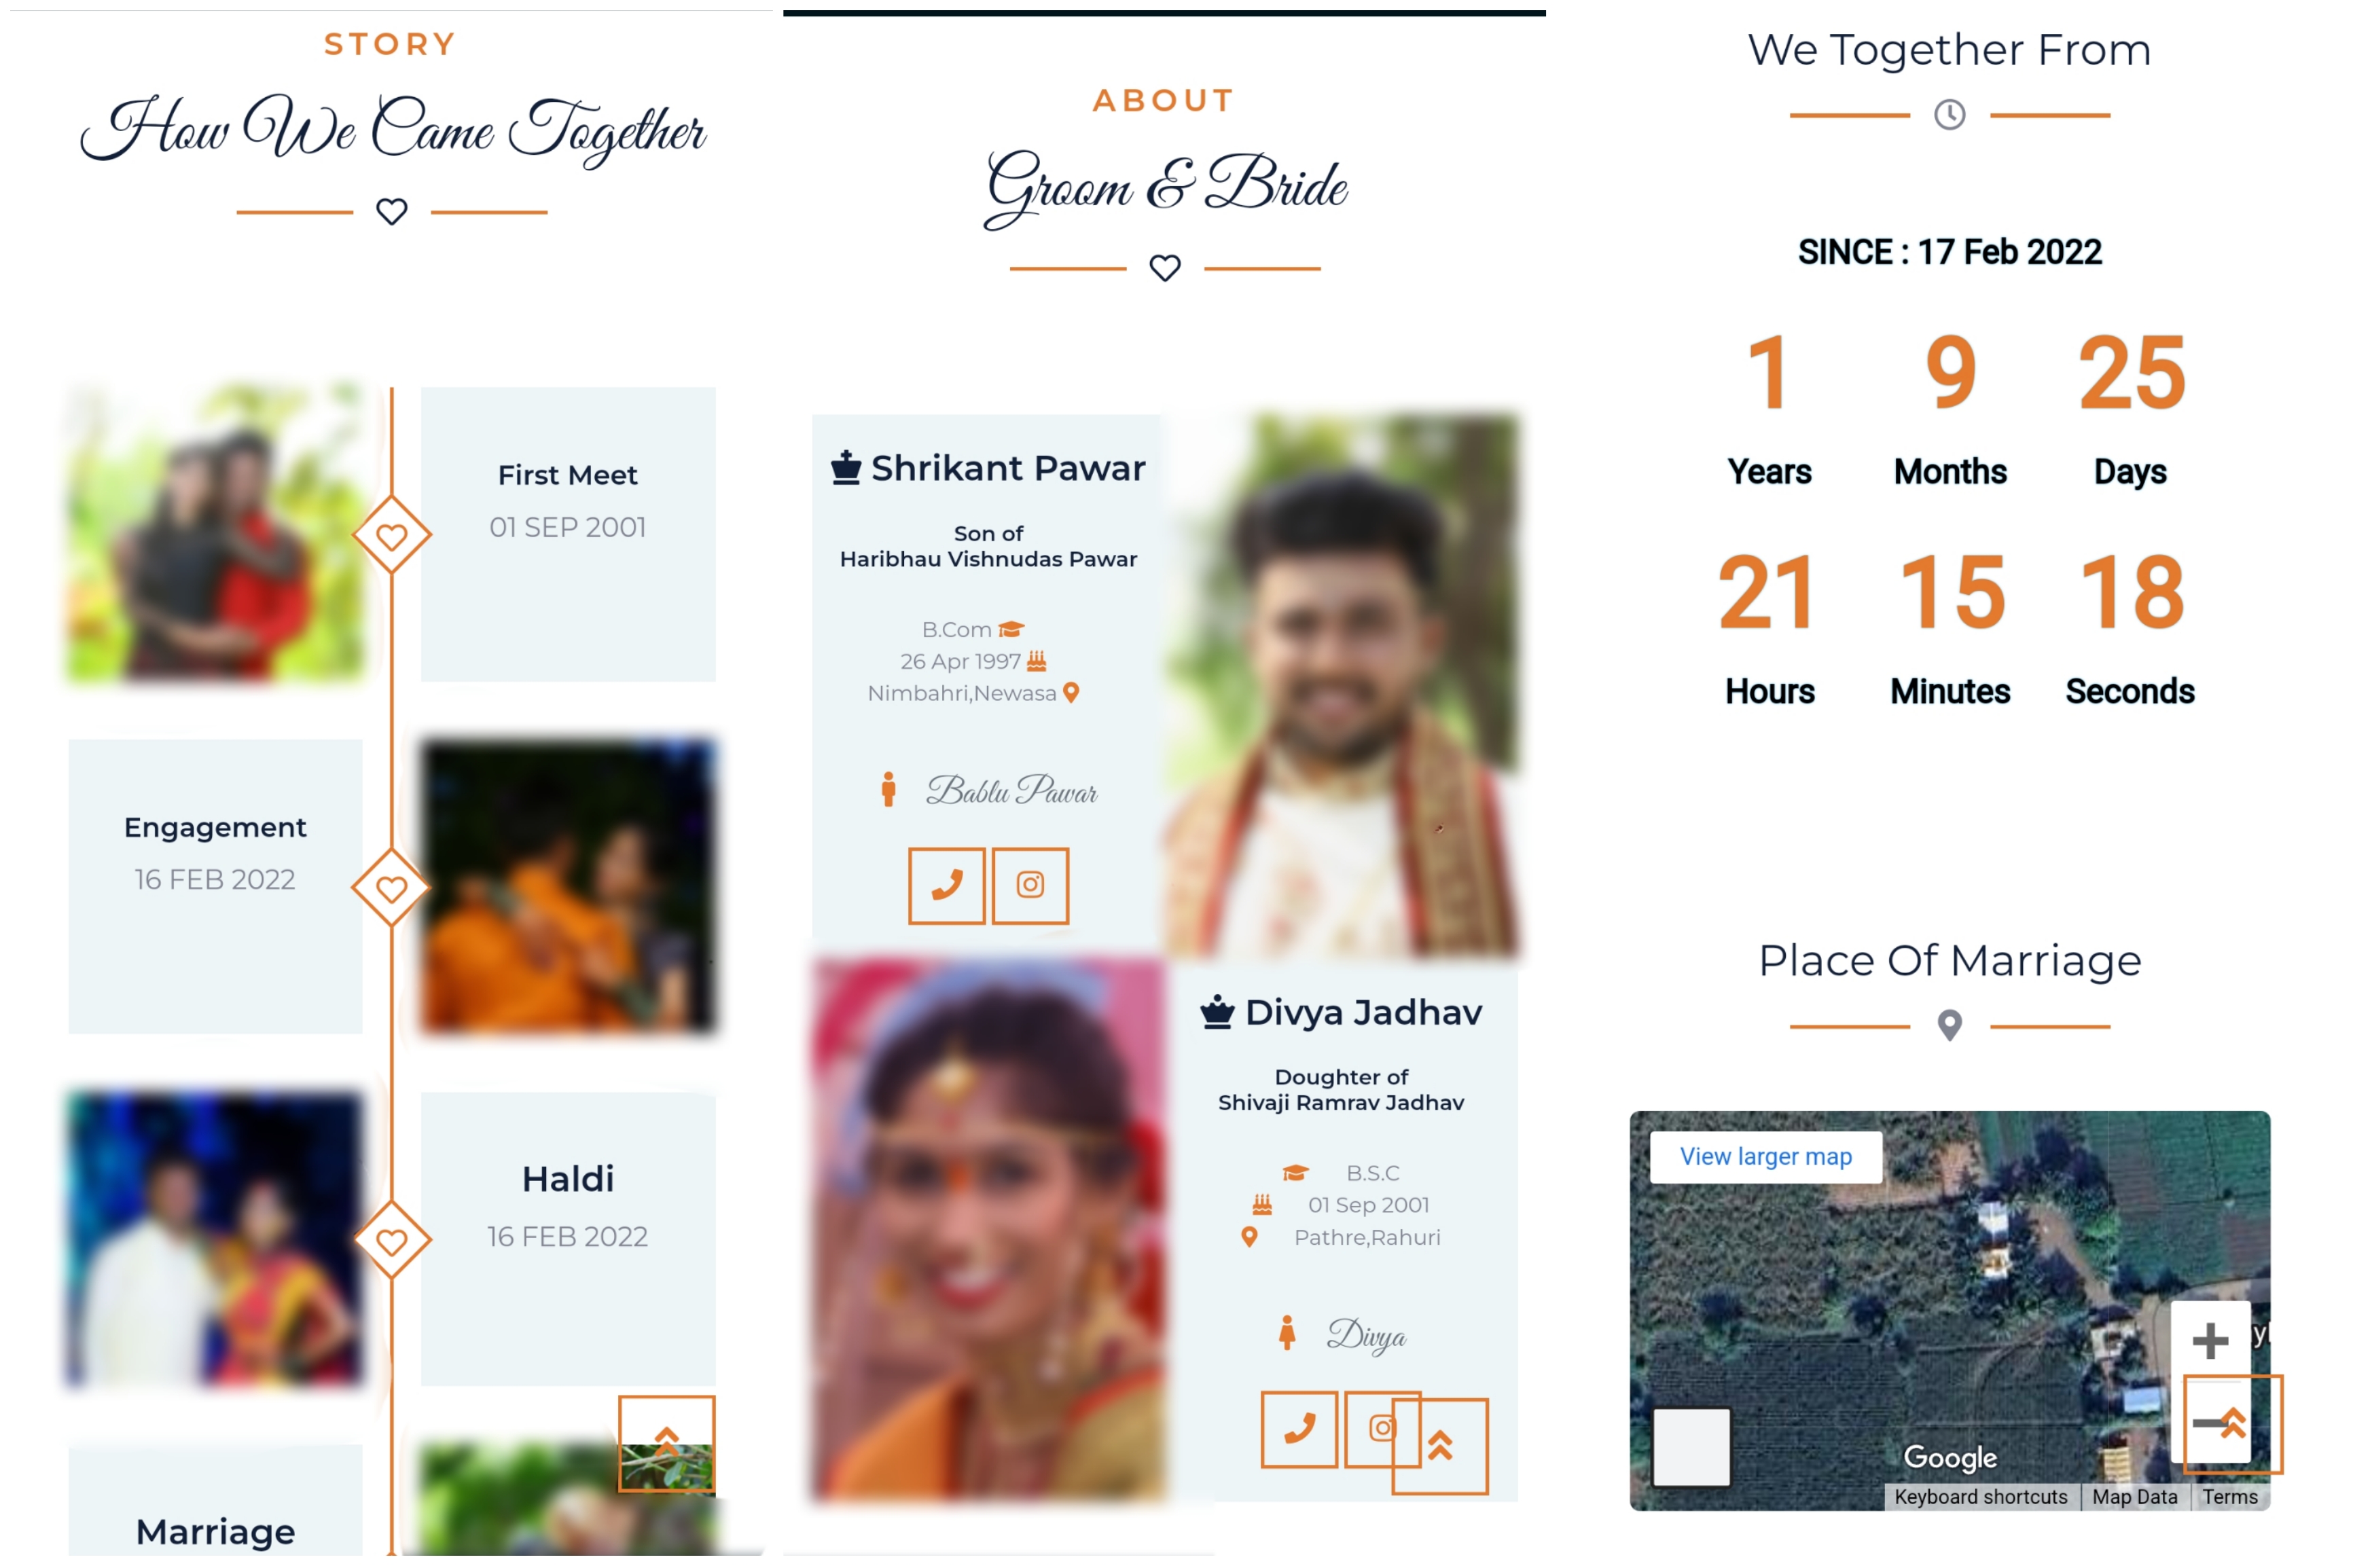 STORY
How We Came Together
First Meet
01 SEP 2001
Engagement
16 FEB 2022
Haldi
16 FEB 2022
Marriage
ABOUT
Groom & Bride
Shrikant Pawar
Son of
Haribhau Vishnudas Pawar
B.Com
26 Apr 1997
Nimbahri,Newasa
Bablu Pawar
Divya Jadhav
Doughter of
Shivaji Ramrav Jadhav
B.S.C
01 Sep 2001
Pathre,Rahuri
Divya
We Together From
SINCE : 17 Feb 2022
1 9 25
Years Months Days
21 15 18
Hours Minutes Seconds
Place Of Marriage
View larger map
Google
Keyboard shortcuts Map Data Terms